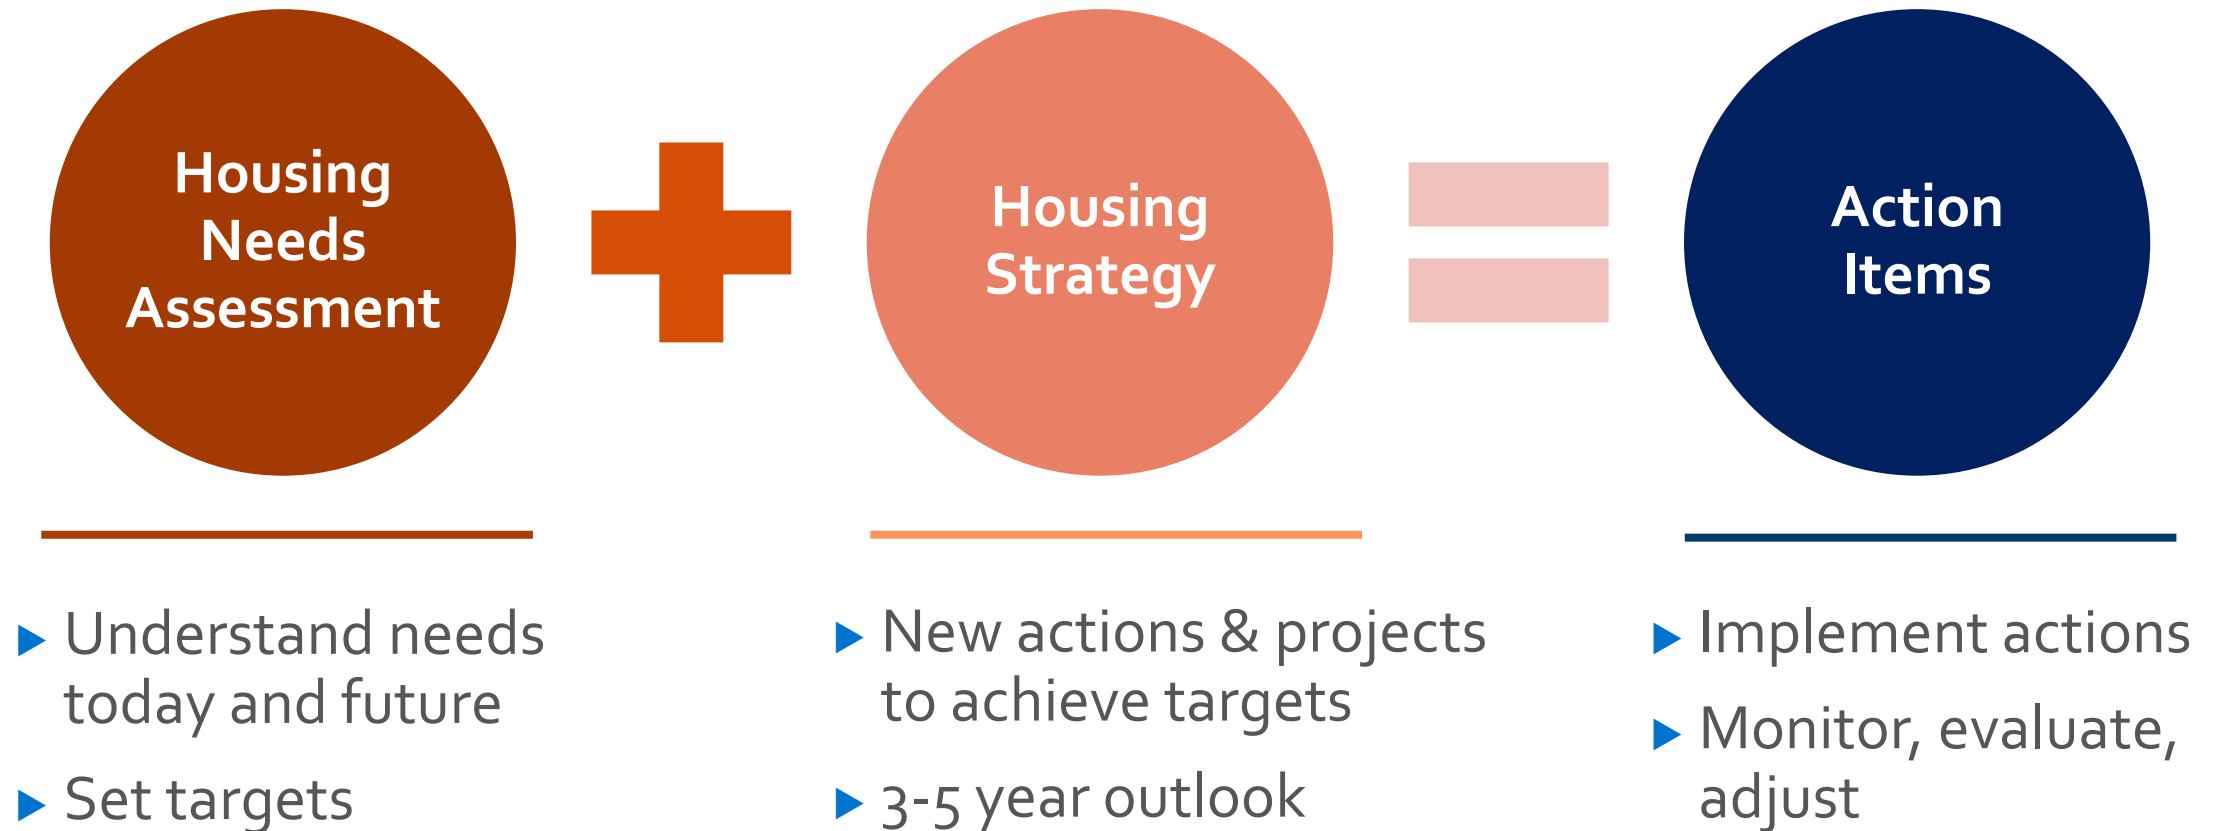 Housing
Needs
Assessment
Housing
Strategy
Action
Items
Understand needs
today and future
Set targets
New actions & projects
to achieve targets
3-5 year outlook
Implement actions
Monitor, evaluate,
adjust